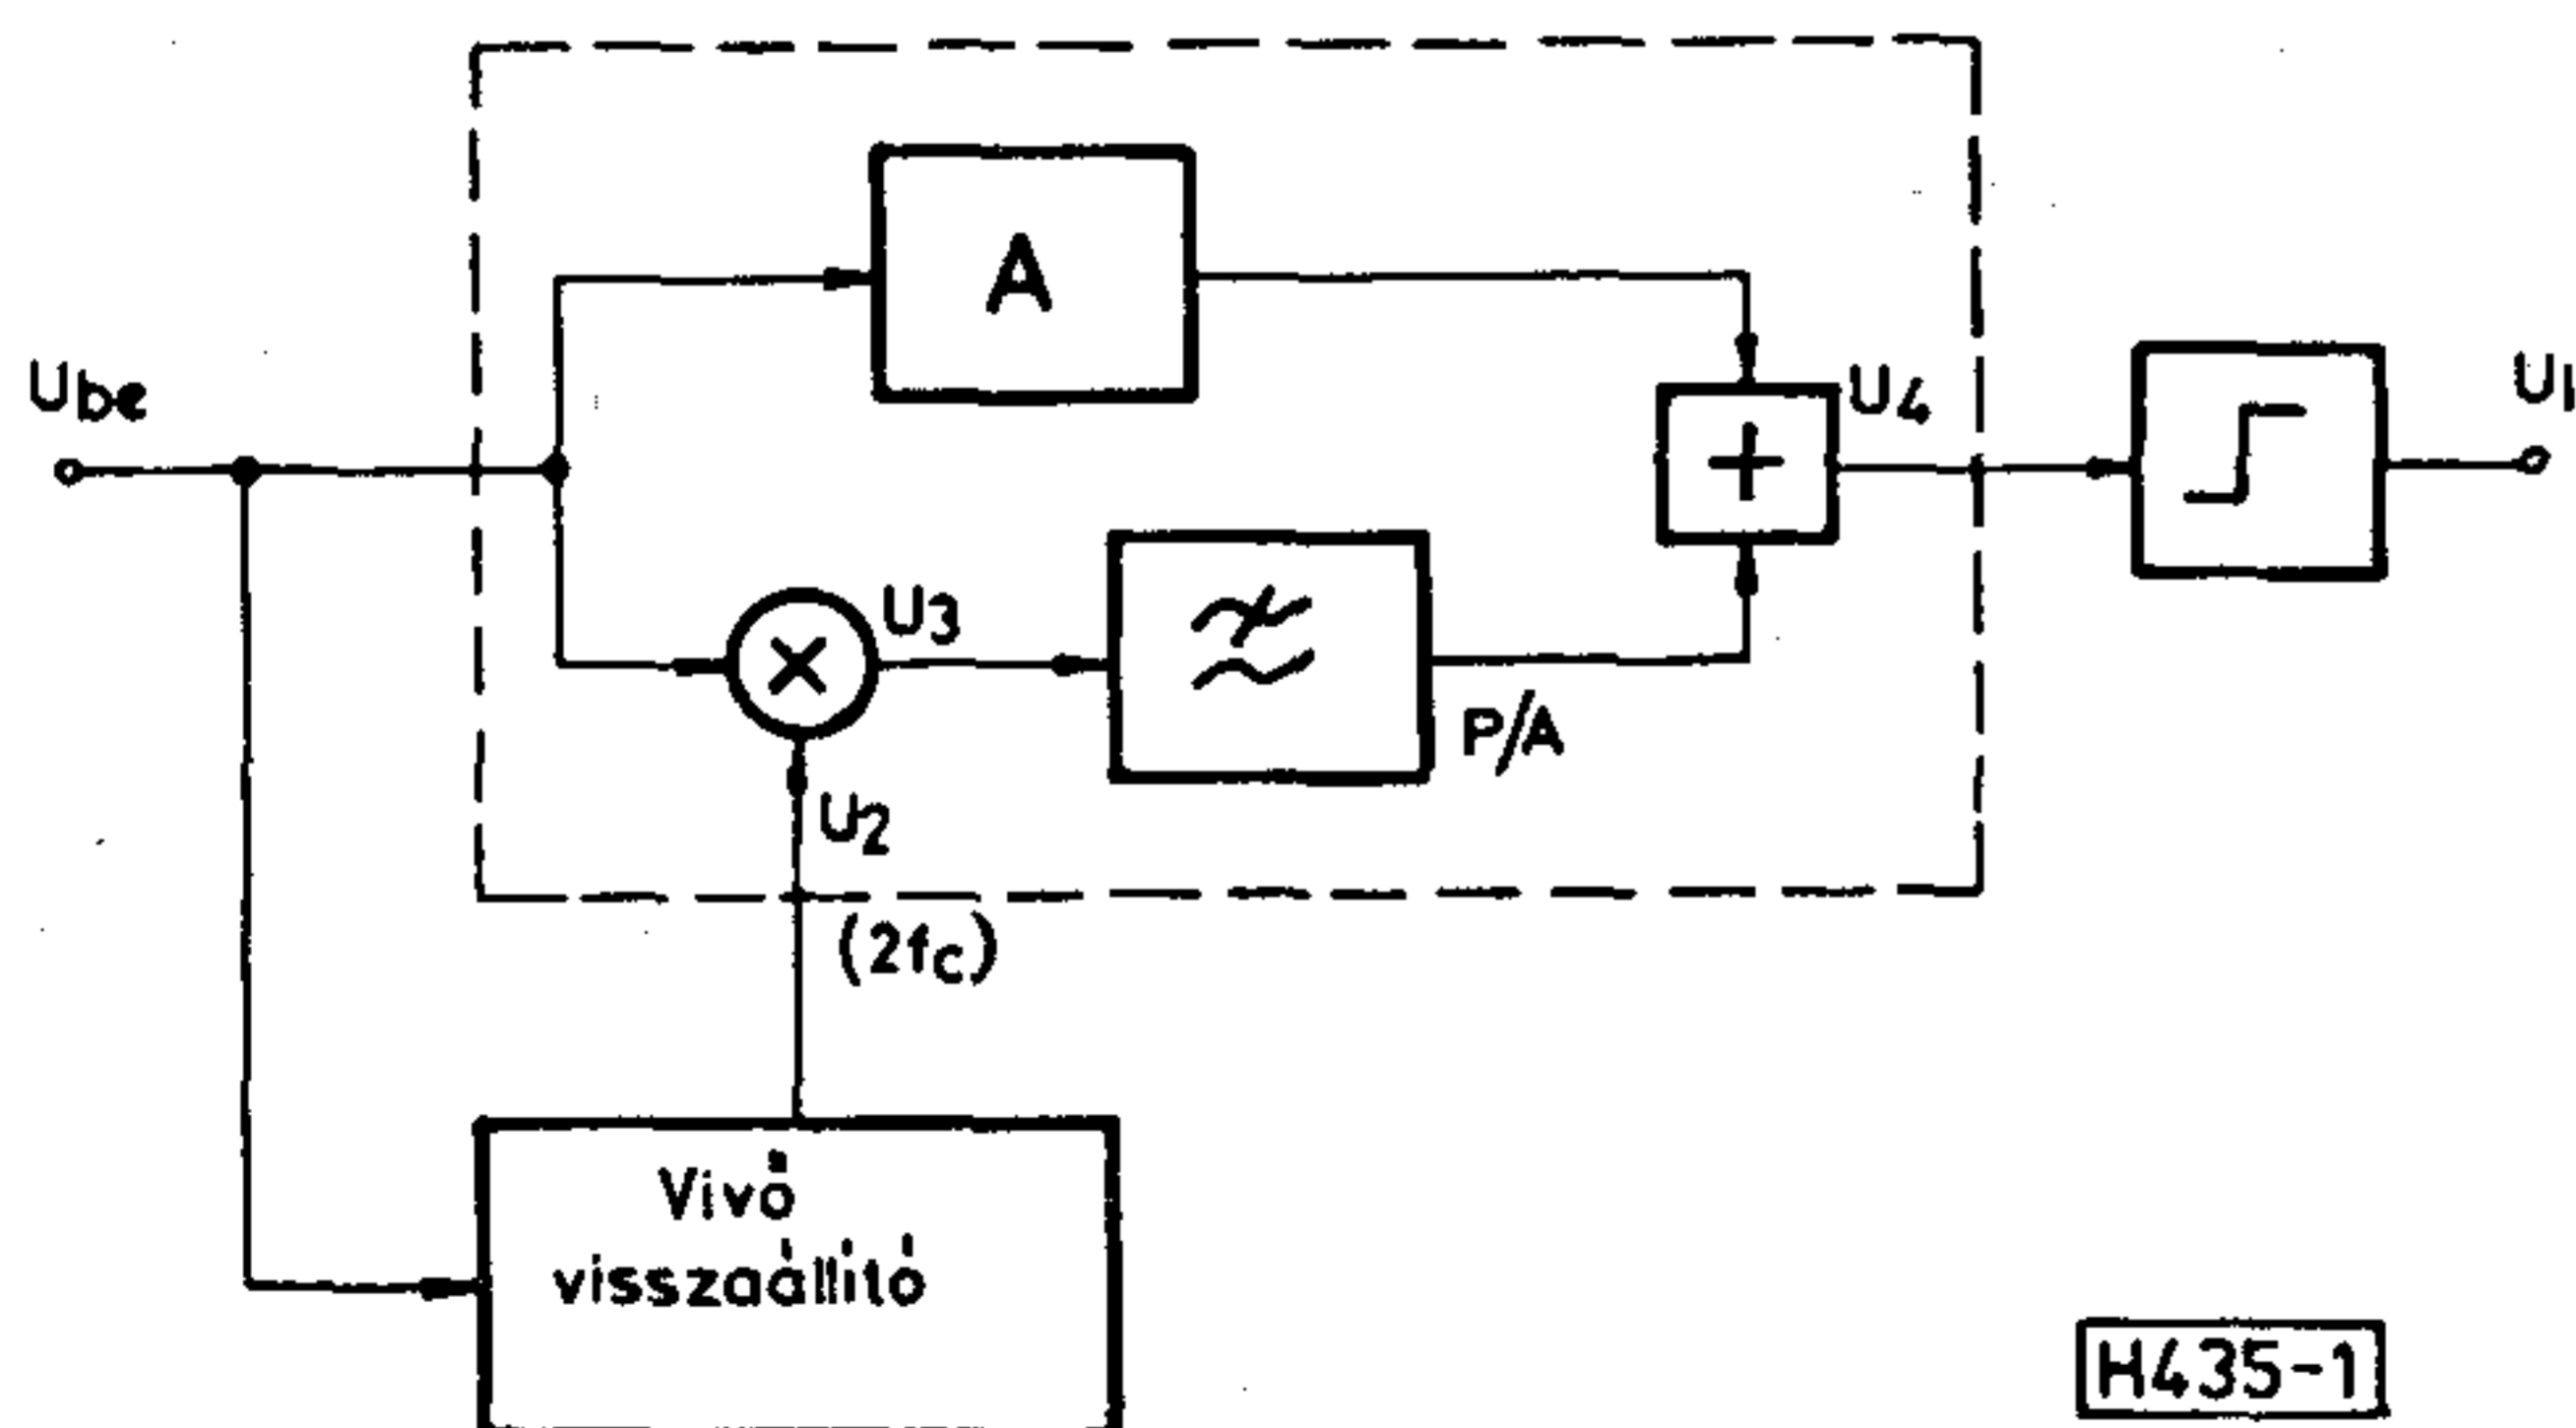 A
Ube
U4
U1
+
U3
×
P/A
U2
(2fc)
Vivő
visszaállító
H435-1